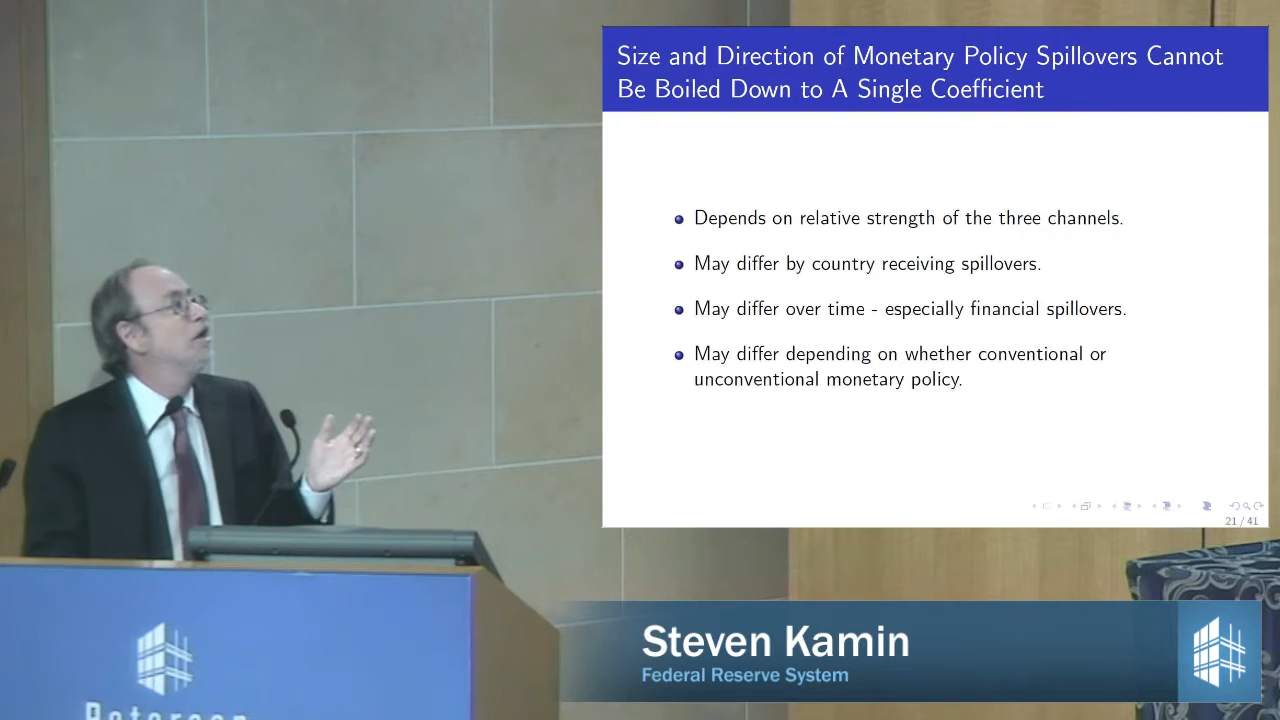 Size and Direction of Monetary Policy Spillovers Cannot
Be Boiled Down to A Single Coefficient
Depends on relative strength of the three channels.
May differ by country receiving spillovers.
May differ over time - especially financial spillovers.
May differ depending on whether conventional or
unconventional monetary policy.
21 / 41
Steven Kamin
Federal Reserve System
Peterson